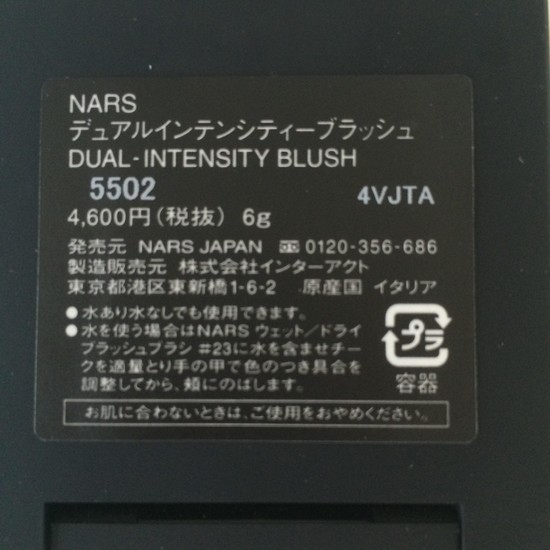 NARS
デュアルインテンシティーブラッシュ
DUAL-INTENSITY BLUSH
5502 4VJTA
4,600円(税抜) 6g
発売元 NARS JAPAN 0120-356-686
製造販売元 株式会社インターアクト
東京都港区東新橋1-6-2 原産国 イタリア
●水あり水なしでも使用できます。
●水を使う場合はNARS ウェット/ドライ
ブラッシュブラシ #23に水を含ませチー
クを適量とり手の甲で色のつき具合を
調整してから、頬にのばします。
プラ
容器
お肌に合わないときは、ご使用をおやめください。